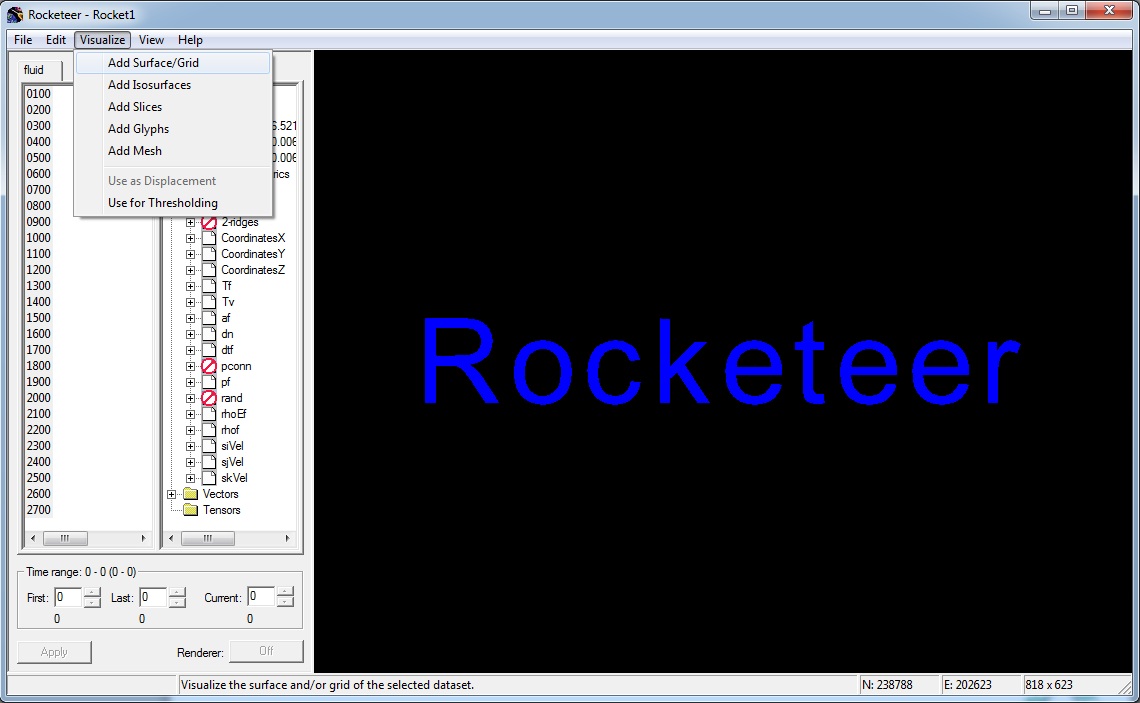 Rocketeer - Rocket1
File Edit Visualize View Help
fluid
Add Surface/Grid
Add Isosurfaces
Add Slices
Add Glyphs
Add Mesh
Use as Displacement
Use for Thresholding
0100
0200
0300
0400
0500
0600
0700
0800
0900
1000
1100
1200
1300
1400
1500
1600
1700
1800
1900
2000
2100
2200
2300
2400
2500
2600
2700
6.521
0.006
0.006
rics
2-ridges
CoordinatesX
CoordinatesY
CoordinatesZ
Tf
Tv
af
dn
dtf
pconn
pf
rand
rhoEf
rhof
siVel
sjVel
skVel
Vectors
Tensors
Rocketeer
Time range: 0 - 0 (0 - 0)
First: 0 Last: 0 Current: 0
0 0 0
Apply Renderer: Off
Visualize the surface and/or grid of the selected dataset. N: 238788 E: 202623 818 x 623